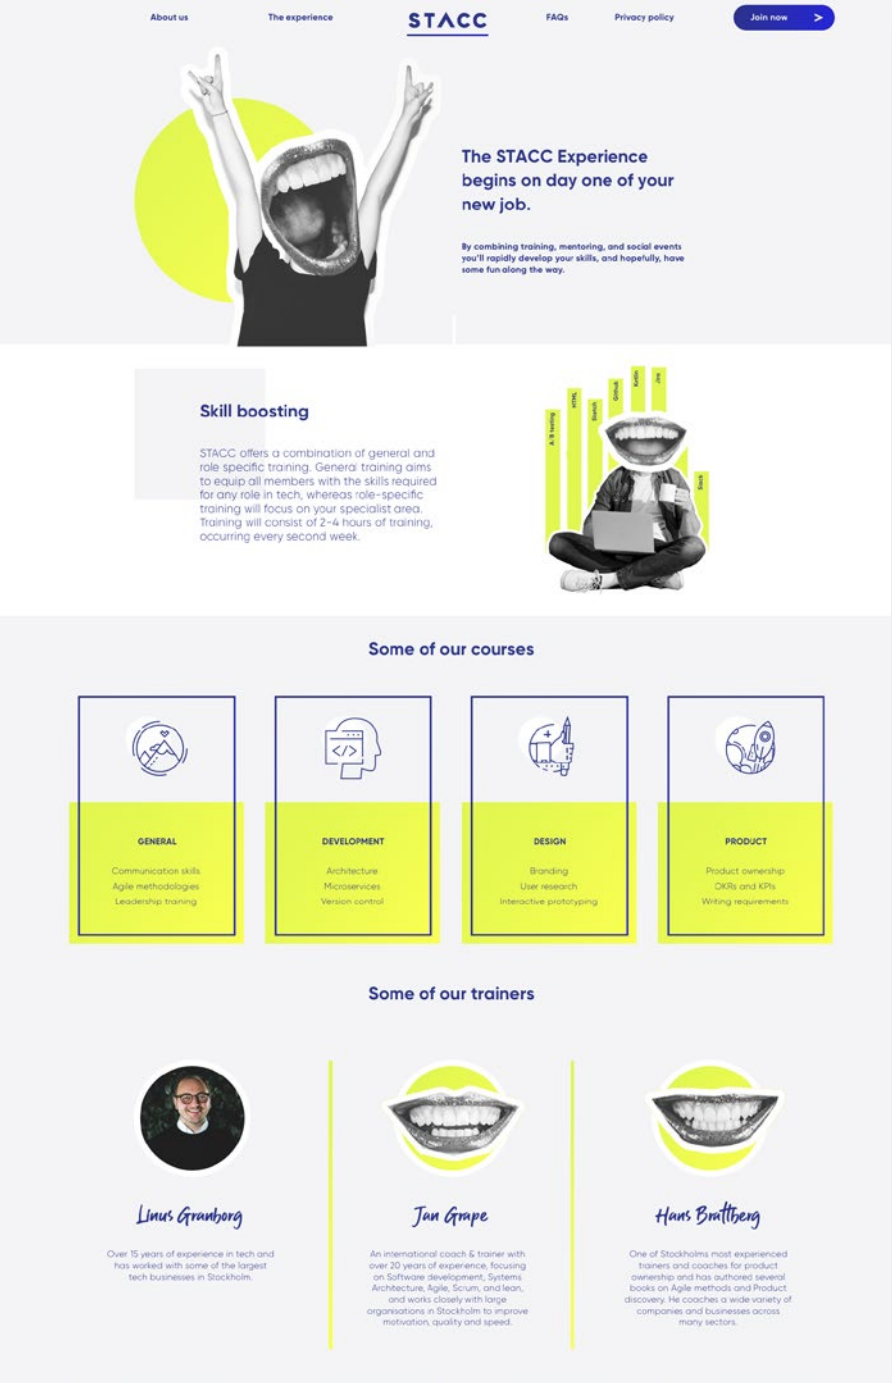 About us
The experience
STACC
FAQs
Privacy policy
Join now >
The STACC Experience
begins on day one of your
new job.
By combining training, mentoring, and social events
you'll rapidly develop your skills, and hopefully, have
some fun along the way.
Skill boosting
STACC offers a combination of general and
role specific training. General training aims
to equip all members with the skills required
for any role in tech, whereas role-specific
training will focus on your specialist area.
Training will consist of 2-4 hours of training,
occurring every second week.
A/B testing
HTML
Sketch
Github
Kotlin
Jira
Slack
Some of our courses
</>
GENERAL
Communication skills
Agile methodologies
Leadership training
DEVELOPMENT
Architecture
Microservices
Version control
DESIGN
Branding
User research
Interactive prototyping
PRODUCT
Product ownership
OKRs and KPIs
Writing requirements
Some of our trainers
Linus Granborg
Over 15 years of experience in tech and
has worked with some of the largest
tech businesses in Stockholm.
Jan Grape
An international coach & trainer with
over 20 years of experience, focusing
on Software development, Systems
Architecture, Agile, Scrum, and lean,
and works closely with large
organisations in Stockholm to improve
motivation, quality and speed.
Hans Brattberg
One of Stockholms most experienced
trainers and coaches for product
ownership and has authored several
books on Agile methods and Product
discovery. He coaches a wide variety of
companies and businesses across
many sectors.